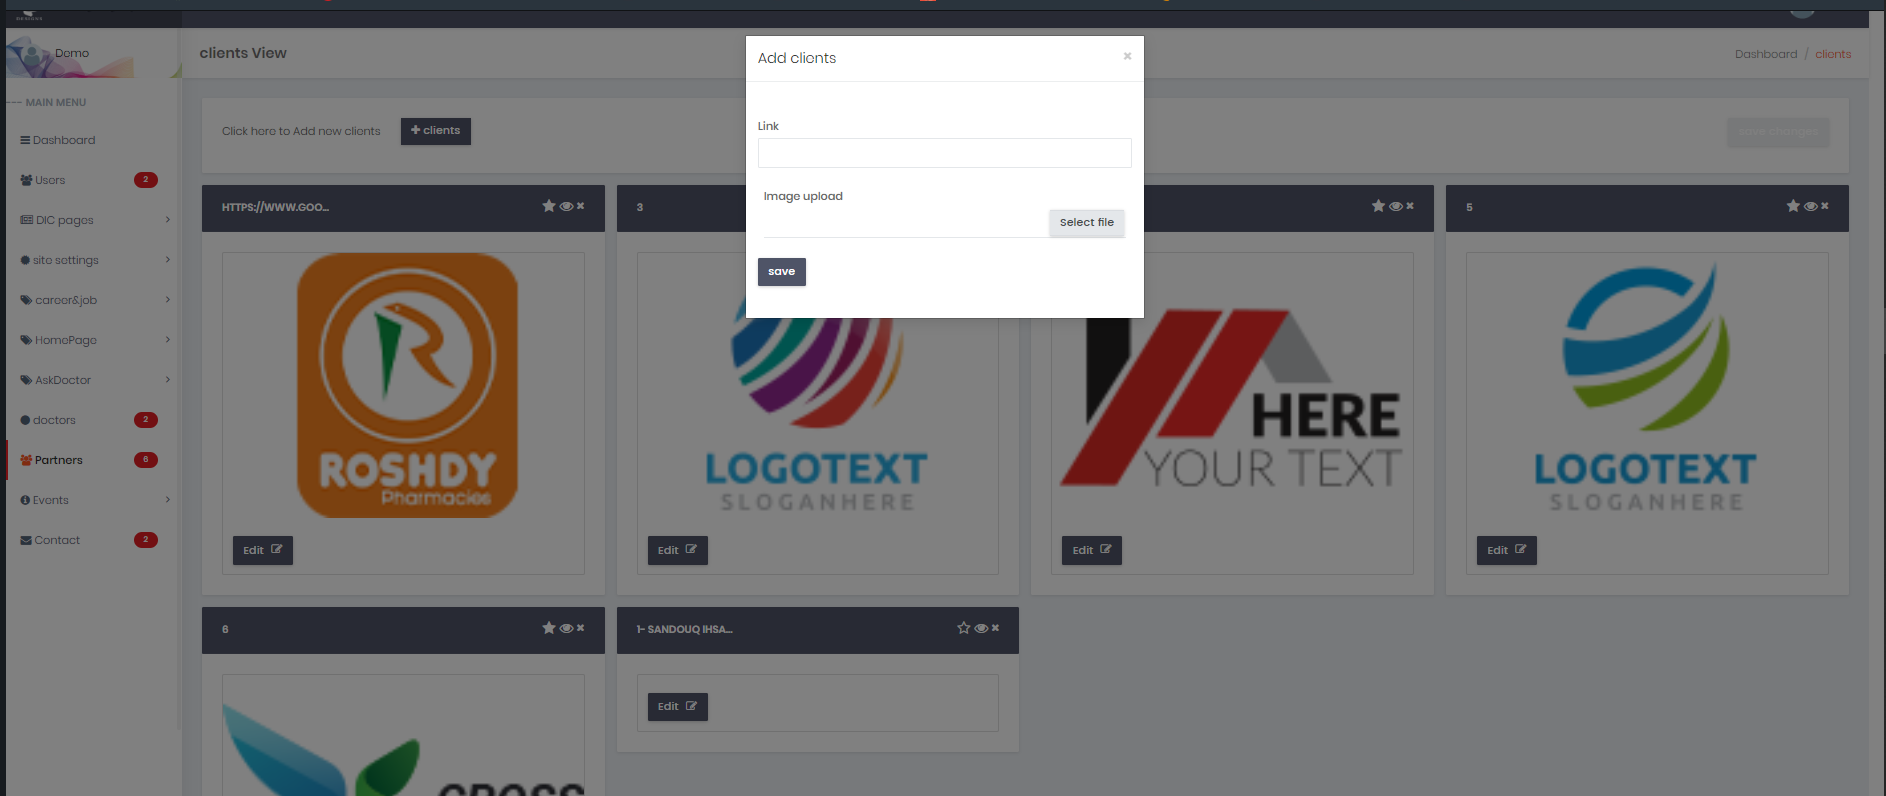 Demo
clients View
Dashboard / clients
--- MAIN MENU
Dashboard
Users 2
DIC pages
site settings
career&job
HomePage
AskDoctor
doctors 2
Partners 6
Events
Contact 2
Click here to Add new clients
+ clients
save changes
Add clients
×
Link
Image upload
Select file
save
HTTPS://WWW.GOO...
ROSHDY
Pharmacies
Edit
3
LOGOTEXT
SLOGANHERE
Edit
HERE
YOUR TEXT
Edit
5
LOGOTEXT
SLOGANHERE
Edit
6
1- SANDOUQ IHSA...
Edit